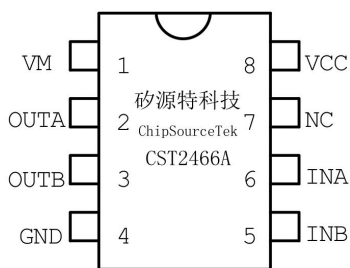 VM 1 8 VCC
OUTA 2 矽源特科技 7 NC
ChipSourceTek
OUTB 3 CST2466A 6 INA
GND 4 5 INB